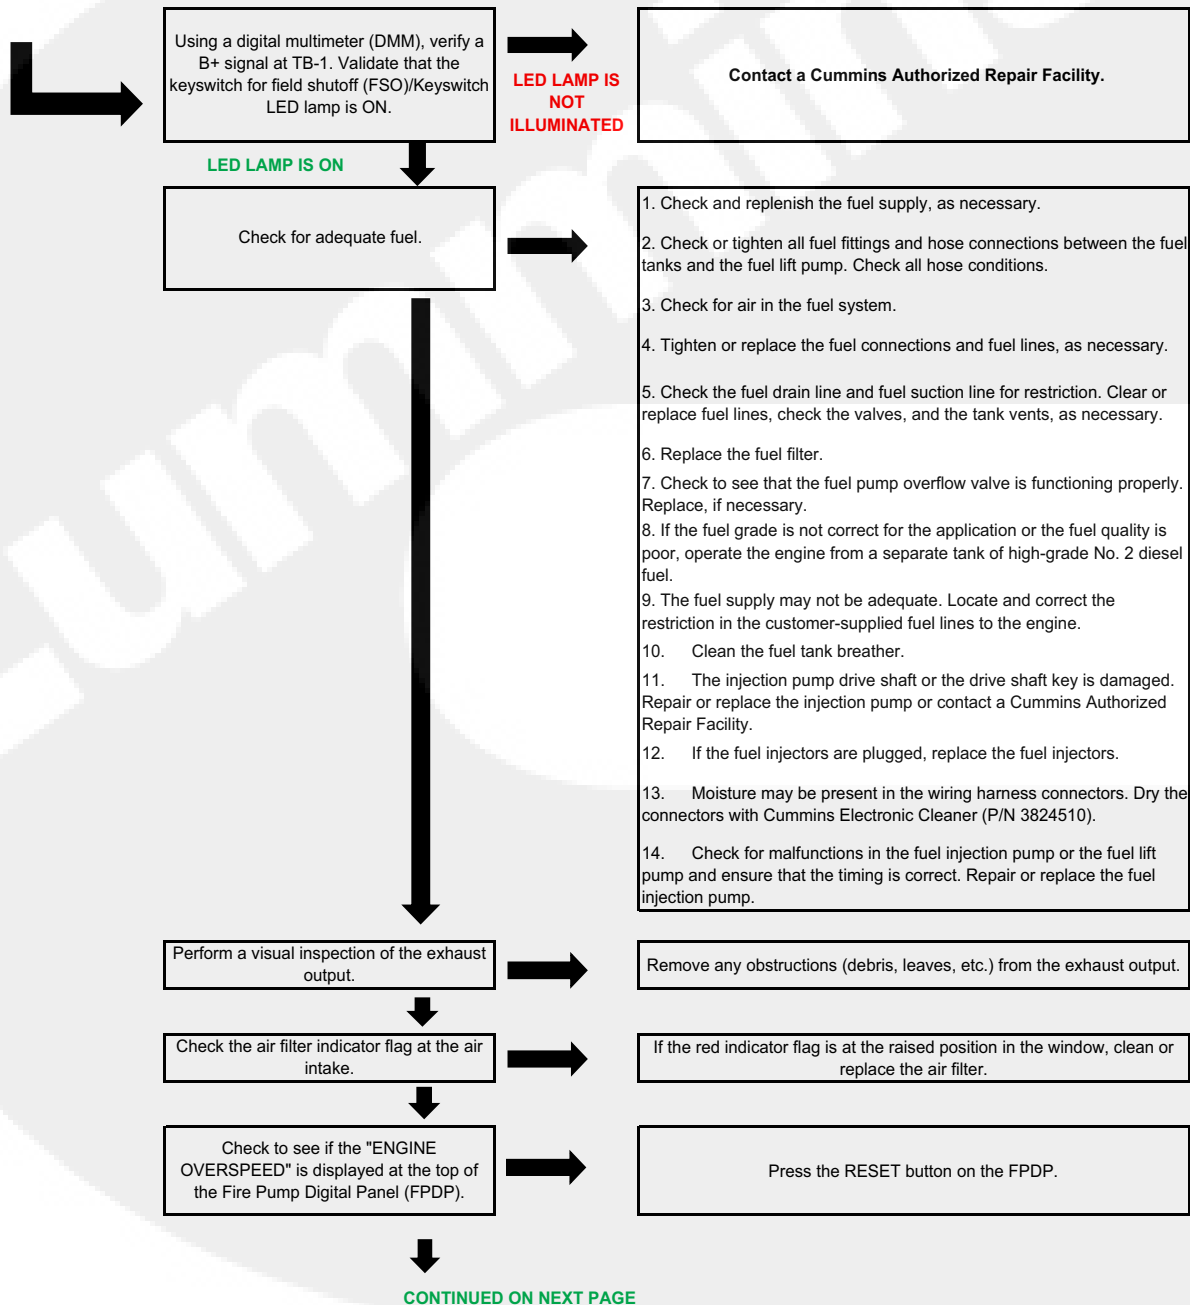 Using a digital multimeter (DMM), verify a
B+ signal at TB-1. Validate that the
keyswitch for field shutoff (FSO)/Keyswitch
LED lamp is ON.
LED LAMP IS
NOT
ILLUMINATED
Contact a Cummins Authorized Repair Facility.
LED LAMP IS ON
Check for adequate fuel.
1. Check and replenish the fuel supply, as necessary.
2. Check or tighten all fuel fittings and hose connections between the fuel
tanks and the fuel lift pump. Check all hose conditions.
3. Check for air in the fuel system.
4. Tighten or replace the fuel connections and fuel lines, as necessary.
5. Check the fuel drain line and fuel suction line for restriction. Clear or
replace fuel lines, check the valves, and the tank vents, as necessary.
6. Replace the fuel filter.
7. Check to see that the fuel pump overflow valve is functioning properly.
Replace, if necessary.
8. If the fuel grade is not correct for the application or the fuel quality is
poor, operate the engine from a separate tank of high-grade No. 2 diesel
fuel.
9. The fuel supply may not be adequate. Locate and correct the
restriction in the customer-supplied fuel lines to the engine.
10. Clean the fuel tank breather.
11. The injection pump drive shaft or the drive shaft key is damaged.
Repair or replace the injection pump or contact a Cummins Authorized
Repair Facility.
12. If the fuel injectors are plugged, replace the fuel injectors.
13. Moisture may be present in the wiring harness connectors. Dry the
connectors with Cummins Electronic Cleaner (P/N 3824510).
14. Check for malfunctions in the fuel injection pump or the fuel lift
pump and ensure that the timing is correct. Repair or replace the fuel
injection pump.
Perform a visual inspection of the exhaust
output.
Remove any obstructions (debris, leaves, etc.) from the exhaust output.
Check the air filter indicator flag at the air
intake.
If the red indicator flag is at the raised position in the window, clean or
replace the air filter.
Check to see if the "ENGINE
OVERSPEED" is displayed at the top of
the Fire Pump Digital Panel (FPDP).
Press the RESET button on the FPDP.
CONTINUED ON NEXT PAGE